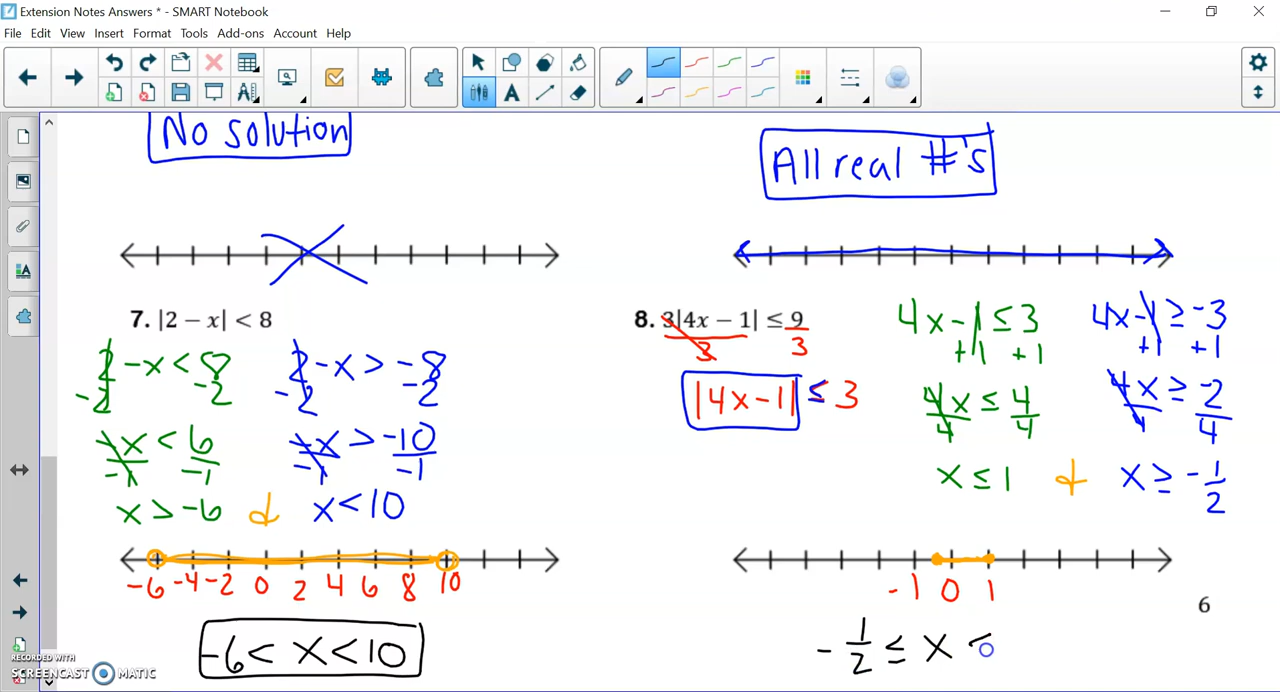 Extension Notes Answers * - SMART Notebook
File Edit View Insert Format Tools Add-ons Account Help
No solution
All real #'s
7. |2 − x| < 8
2 - x < 8
-2 -2
-x < 6
-1 -1
x > -6
&
2 - x > -8
-2 -2
-x > -10
-1 -1
x < 10
-6 -4 -2 0 2 4 6 8 10
-6 < x < 10
8. 3|4x − 1| ≤ 9
3 3
|4x-1| ≤ 3
4x-1 ≤ 3
+1 +1
4x ≤ 4
4 4
x ≤ 1
&
4x-1 ≥ -3
+1 +1
4x ≥ -2
4 4
x ≥ -1/2
-1 0 1
-1/2 ≤ x ≤
6
RECORDED WITH
SCREENCAST O MATIC